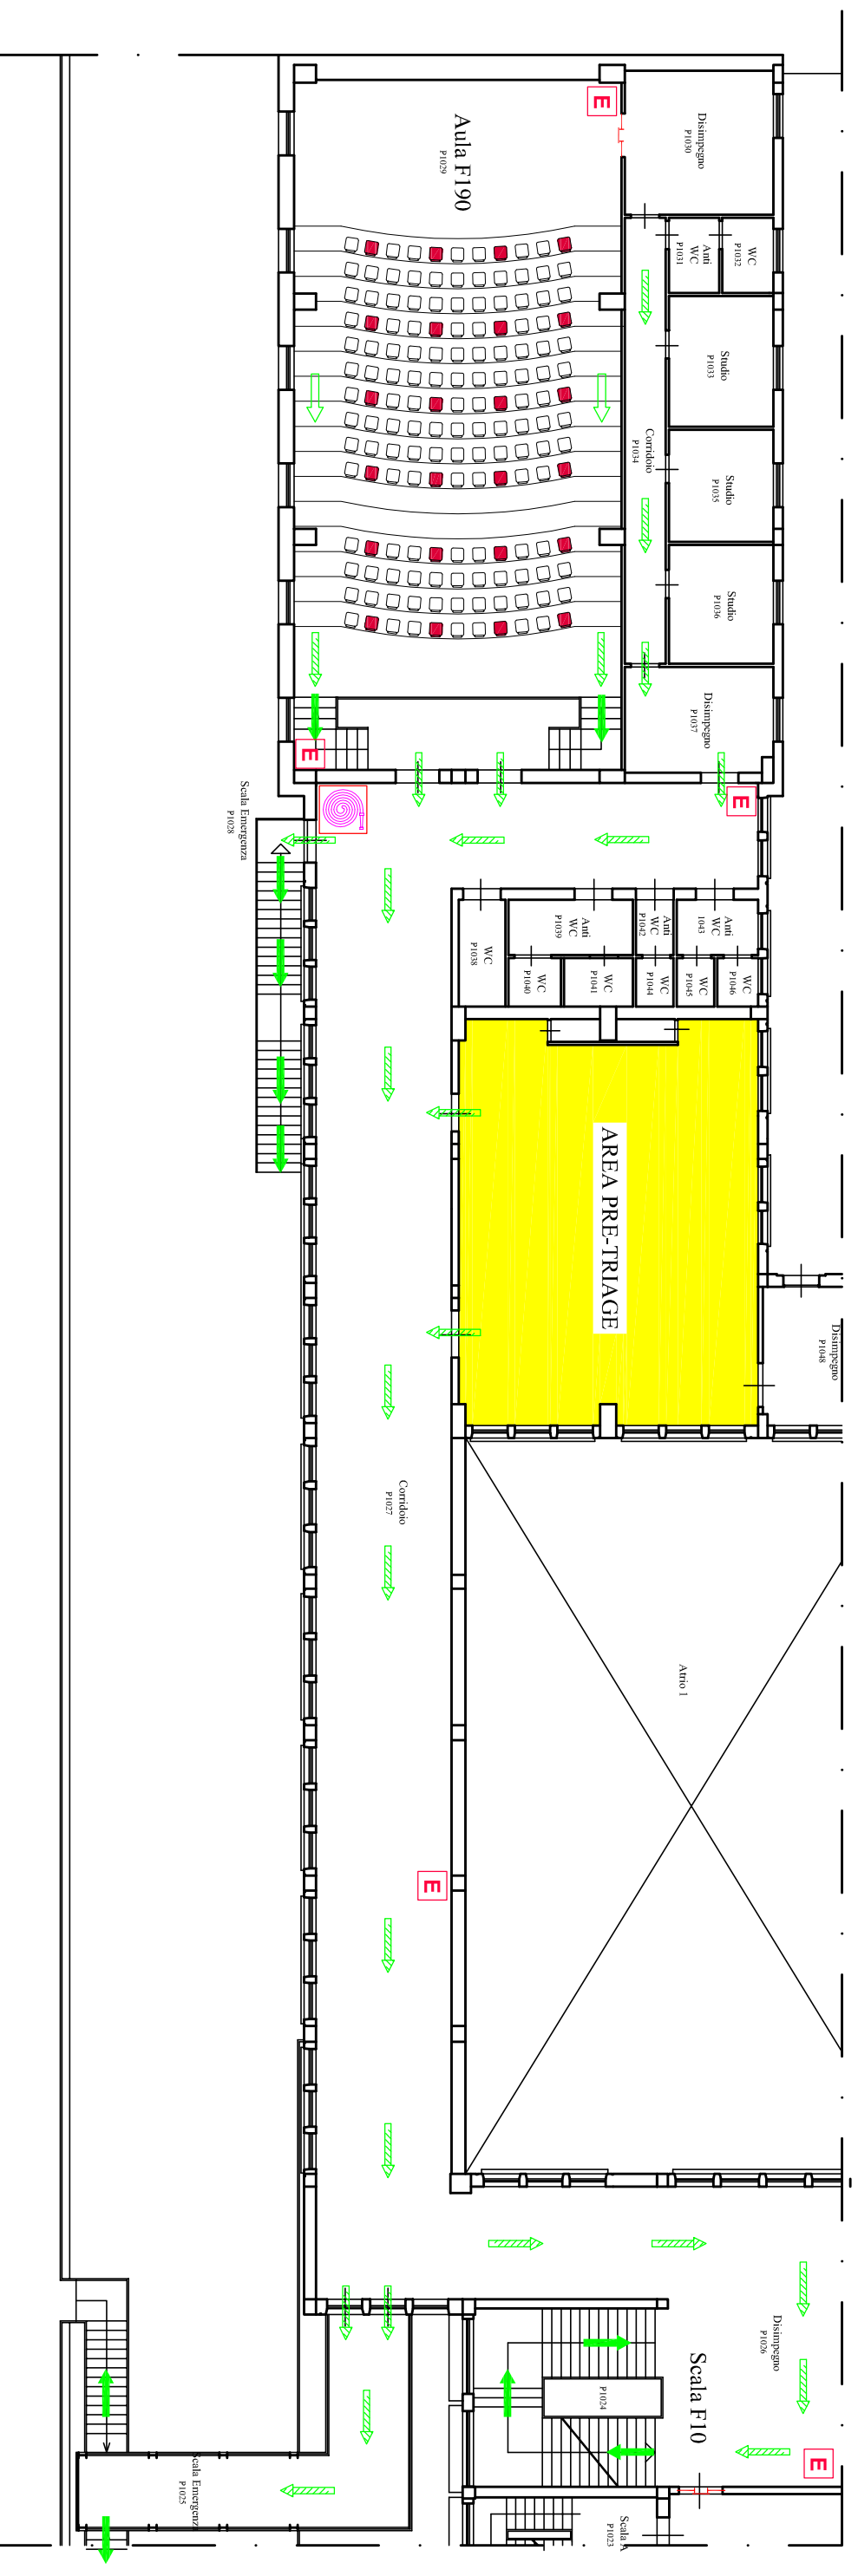 Disimpegno
P1030
E
Aula F190
P1029
WC
P1032
Anti
WC
P1031
Studio
P1033
Corridoio
P1034
Studio
P1035
Studio
P1036
Disimpegno
P1037
E
E
Scala Emergenza
P1028
Anti
WC
1043
Anti
WC
P1042
Anti
WC
P1039
WC
P1038
WC
P1046
WC
P1045
WC
P1044
WC
P1041
WC
P1040
AREA PRE-TRIAGE
Disimpegno
P1048
Corridoio
P1027
Atrio 1
E
Disimpegno
P1026
Scala F10
P1024
E
Scala Emergenza
P1025
Scala A
P1023